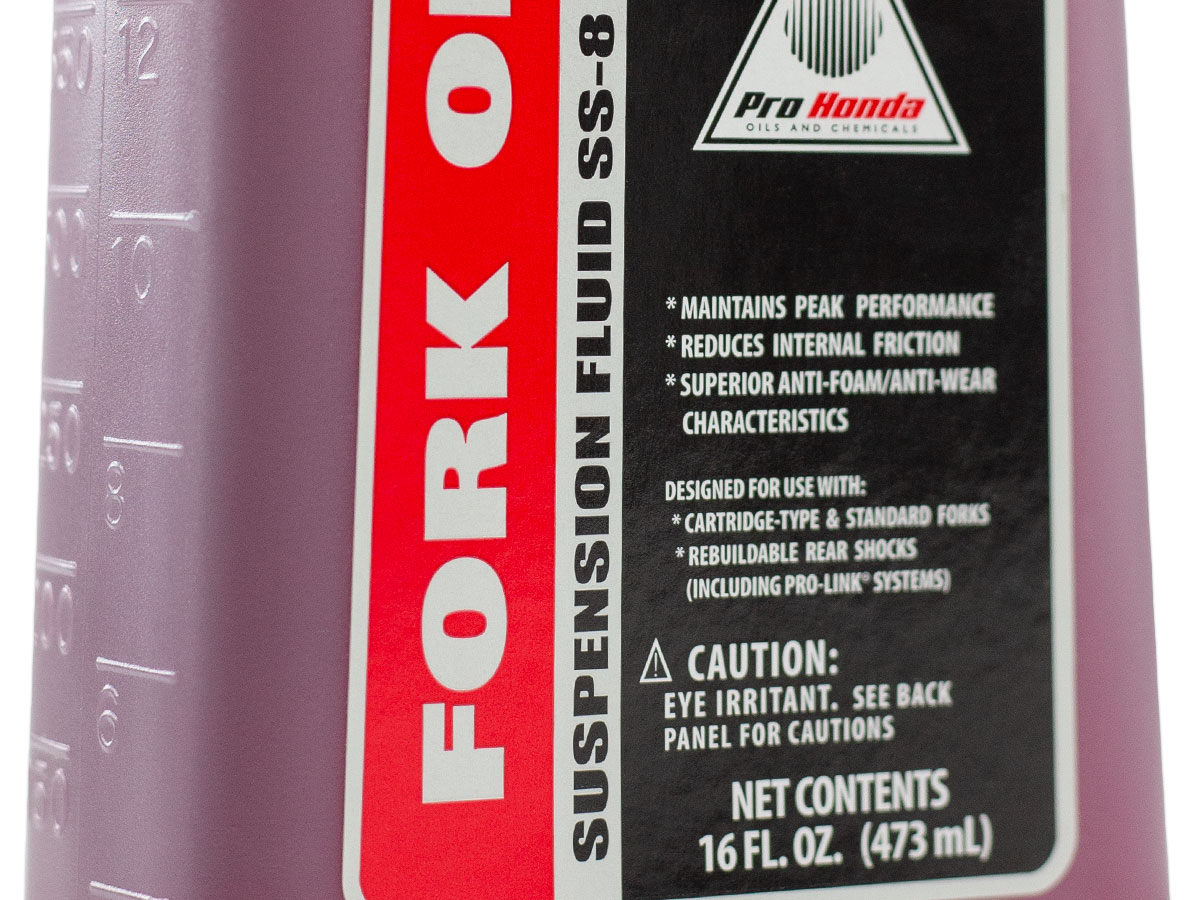 12
10
8
6
FORK O
SUSPENSION FLUID SS-8
Pro Honda
OILS AND CHEMICALS
* MAINTAINS PEAK PERFORMANCE
* REDUCES INTERNAL FRICTION
* SUPERIOR ANTI-FOAM/ANTI-WEAR
CHARACTERISTICS
DESIGNED FOR USE WITH:
* CARTRIDGE-TYPE & STANDARD FORKS
* REBUILDABLE REAR SHOCKS
(INCLUDING PRO-LINK® SYSTEMS)
⚠ CAUTION:
EYE IRRITANT. SEE BACK
PANEL FOR CAUTIONS
NET CONTENTS
16 FL. OZ. (473 mL)